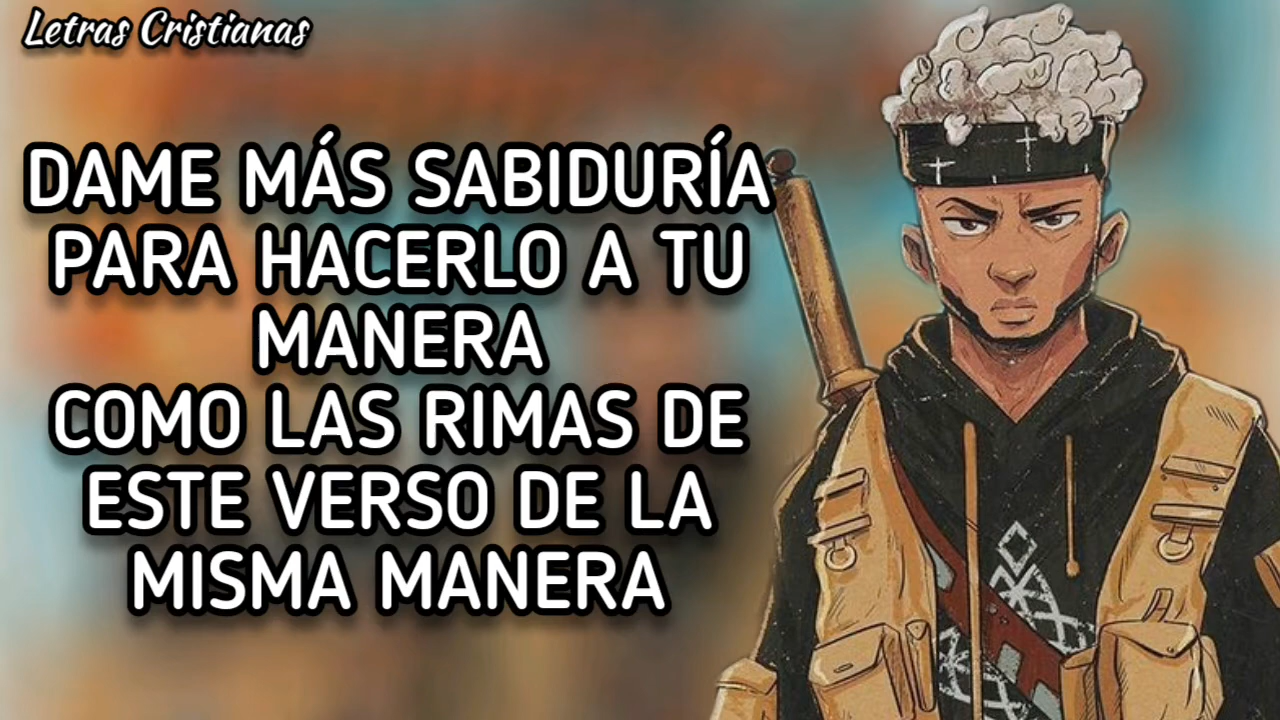 Letras Cristianas
DAME MÁS SABIDURÍA
PARA HACERLO A TU
MANERA
COMO LAS RIMAS DE
ESTE VERSO DE LA
MISMA MANERA